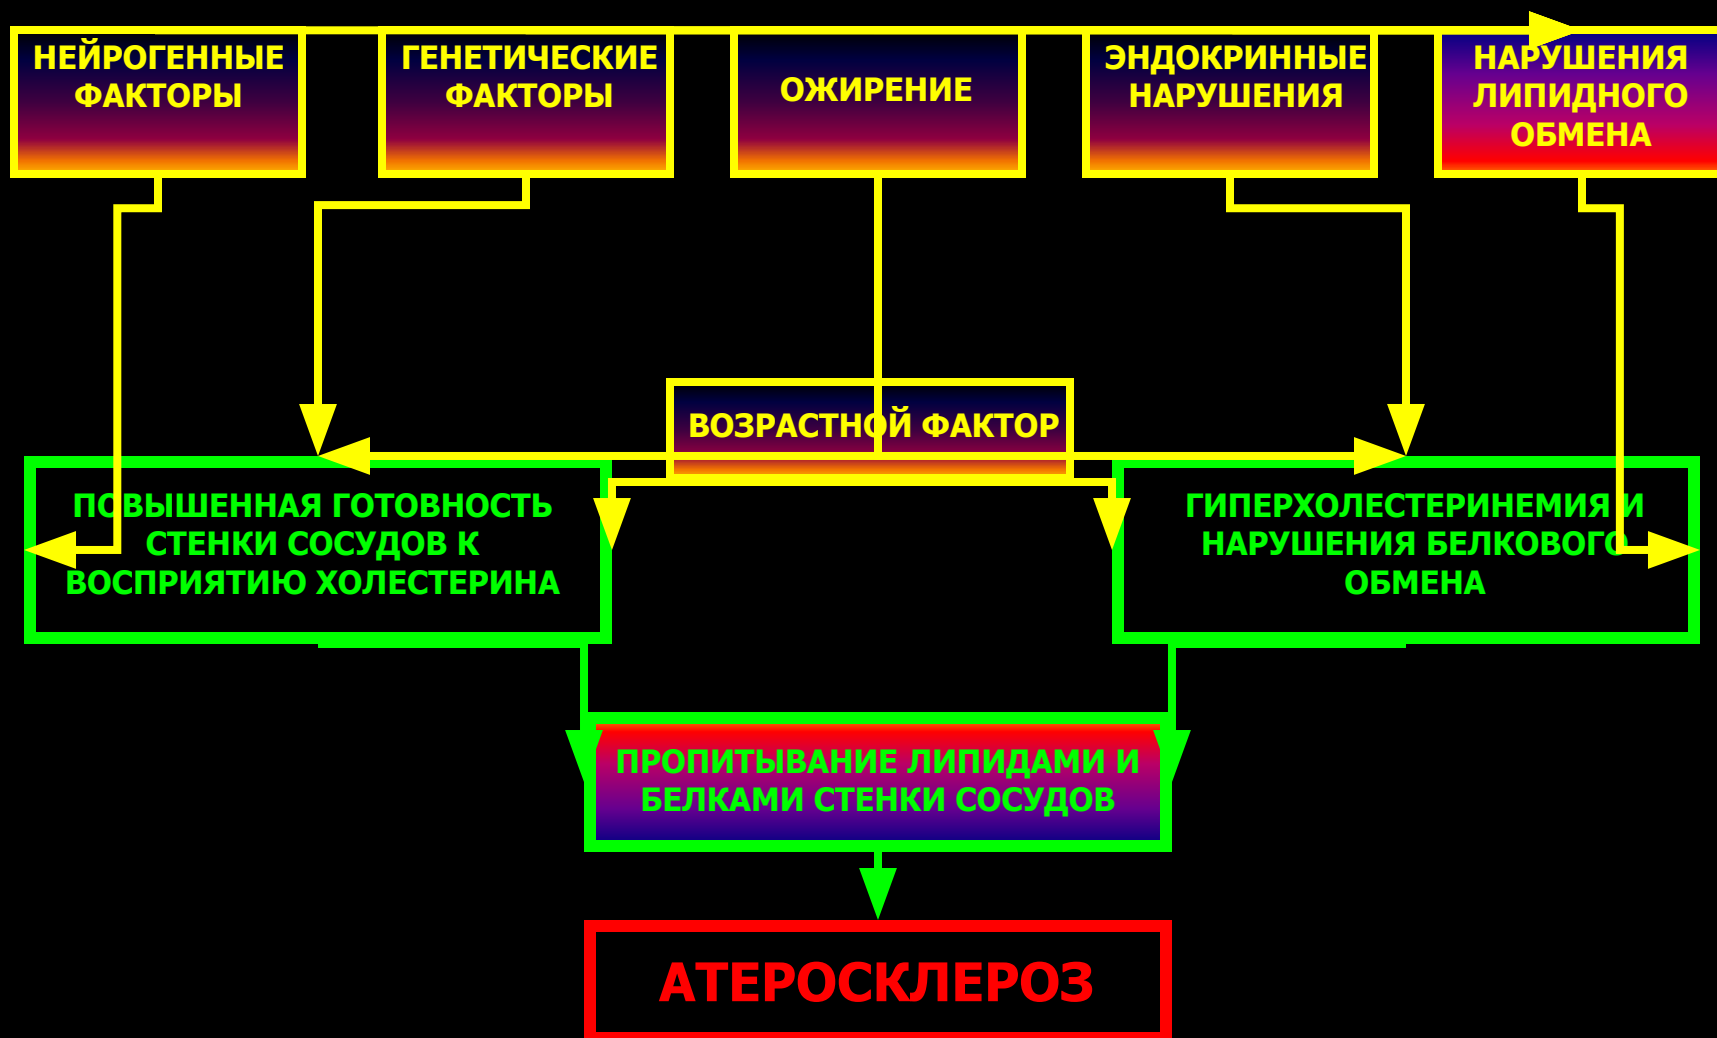 НЕЙРОГЕННЫЕ
ФАКТОРЫ
ГЕНЕТИЧЕСКИЕ
ФАКТОРЫ
ОЖИРЕНИЕ
ЭНДОКРИННЫЕ
НАРУШЕНИЯ
НАРУШЕНИЯ
ЛИПИДНОГО
ОБМЕНА
ВОЗРАСТНОЙ ФАКТОР
ПОВЫШЕННАЯ ГОТОВНОСТЬ
СТЕНКИ СОСУДОВ К
ВОСПРИЯТИЮ ХОЛЕСТЕРИНА
ГИПЕРХОЛЕСТЕРИНЕМИЯ И
НАРУШЕНИЯ БЕЛКОВОГО
ОБМЕНА
ПРОПИТЫВАНИЕ ЛИПИДАМИ И
БЕЛКАМИ СТЕНКИ СОСУДОВ
АТЕРОСКЛЕРОЗ